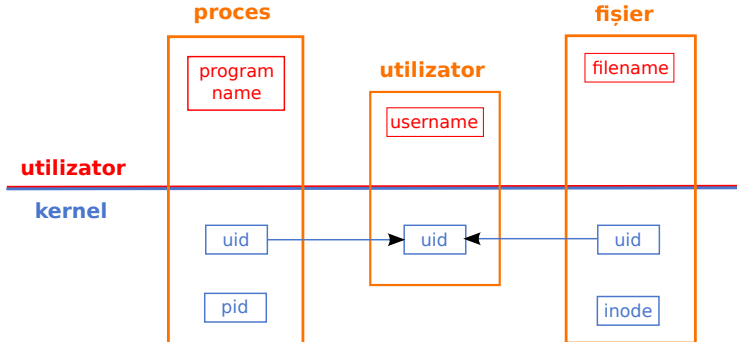 proces
fișier
utilizator
program
name
filename
username
utilizator
kernel
uid
uid
uid
pid
inode